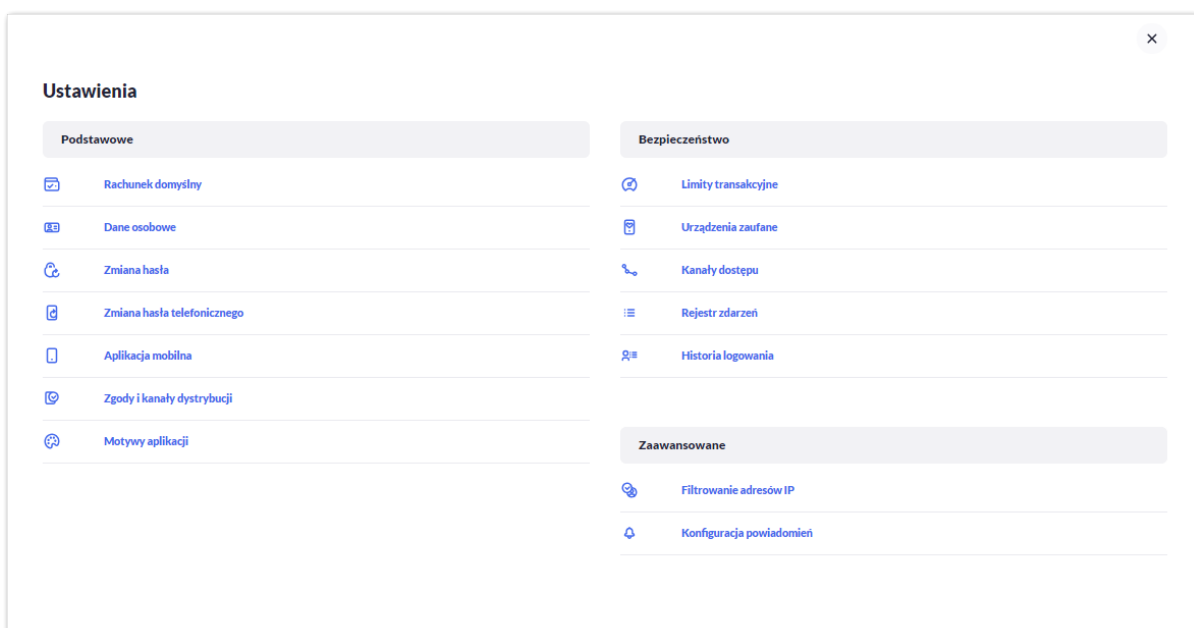 Ustawienia
Podstawowe
Rachunek domyślny
Dane osobowe
Zmiana hasła
Zmiana hasła telefonicznego
Aplikacja mobilna
Zgody i kanały dystrybucji
Motywy aplikacji
Bezpieczeństwo
Limity transakcyjne
Urządzenia zaufane
Kanały dostępu
Rejestr zdarzeń
Historia logowania
Zaawansowane
Filtrowanie adresów IP
Konfiguracja powiadomień